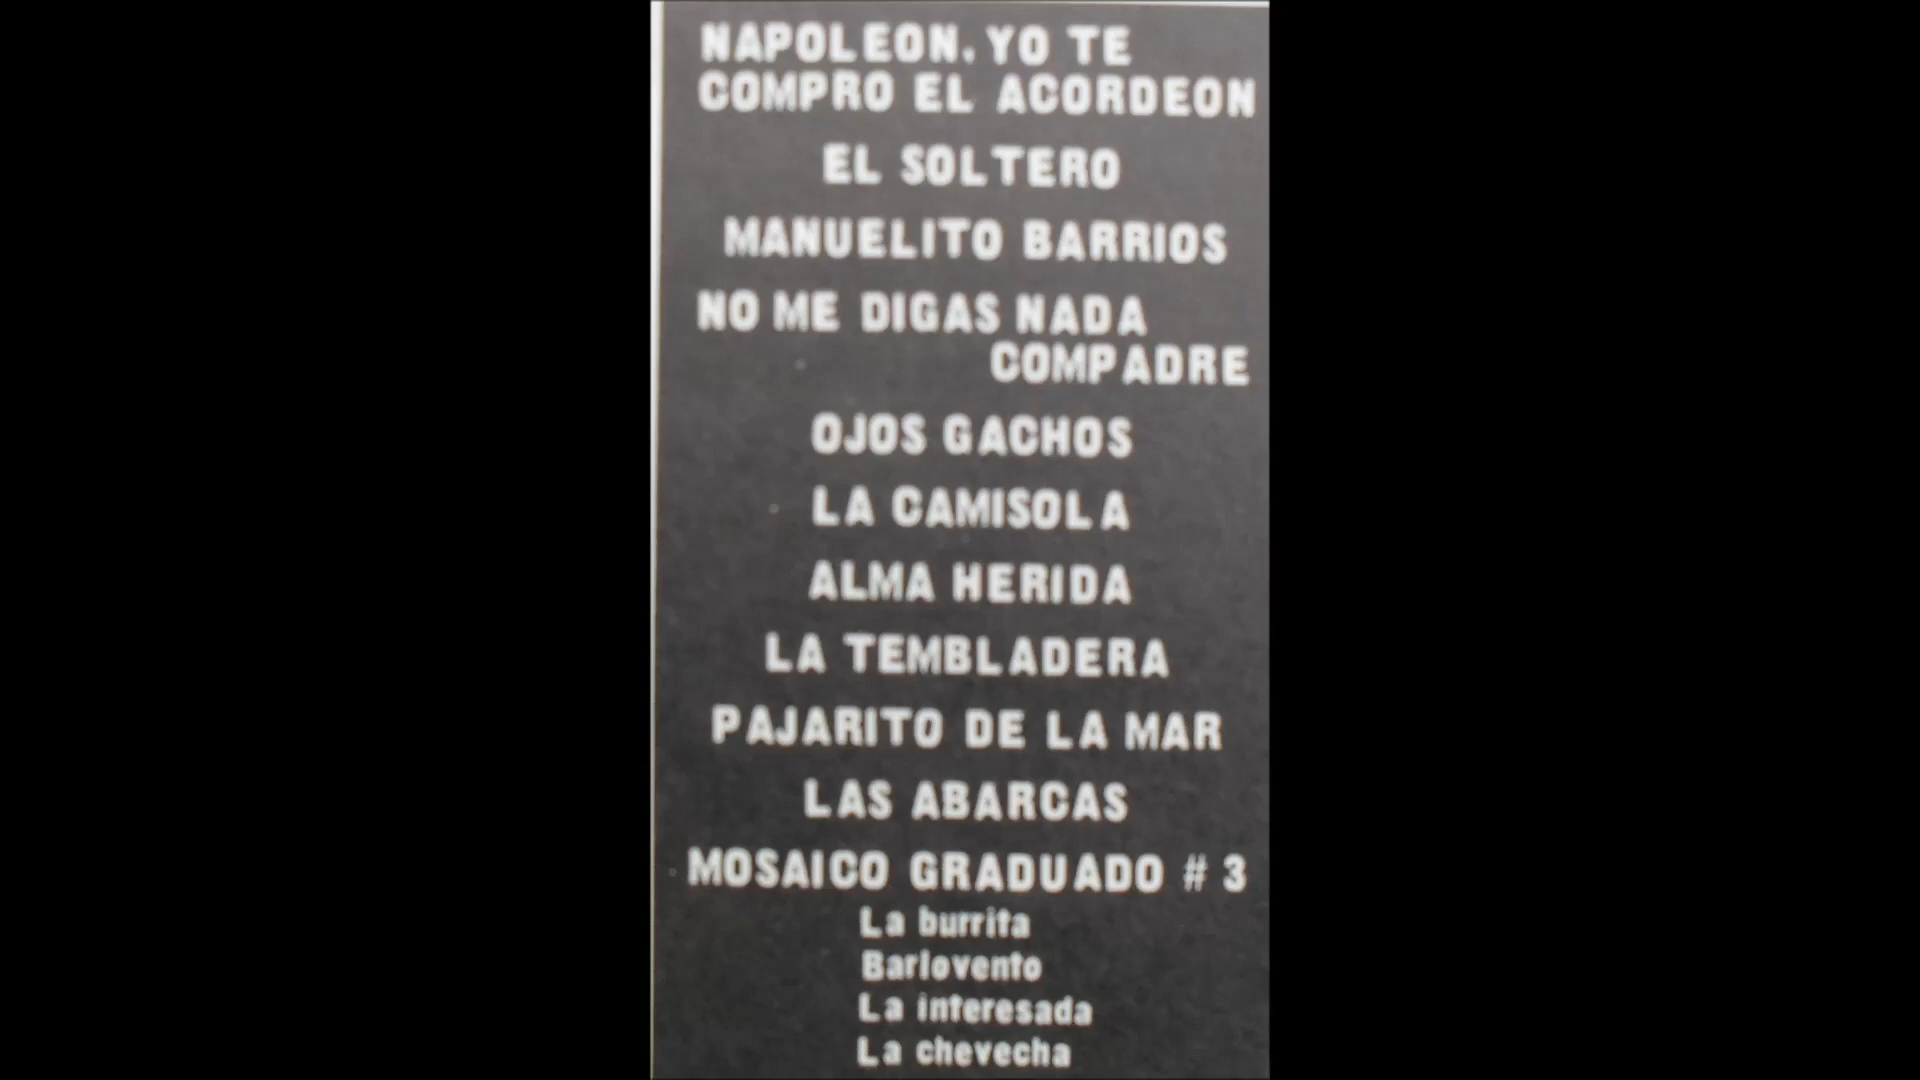 NAPOLEON, YO TE
COMPRO EL ACORDEON
EL SOLTERO
MANUELITO BARRIOS
NO ME DIGAS NADA
COMPADRE
OJOS GACHOS
LA CAMISOLA
ALMA HERIDA
LA TEMBLADERA
PAJARITO DE LA MAR
LAS ABARCAS
MOSAICO GRADUADO # 3
La burrita
Barlovento
La interesada
La chevecha